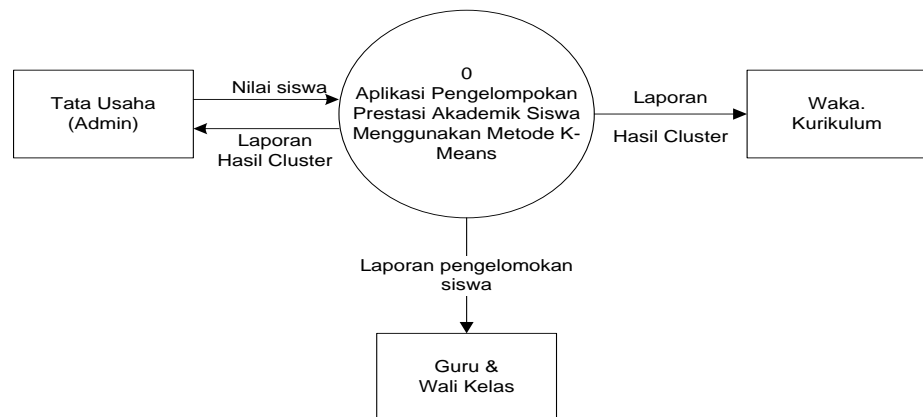 Tata Usaha
(Admin)
Nilai siswa
Laporan
Hasil Cluster
0
Aplikasi Pengelompokan
Prestasi Akademik Siswa
Menggunakan Metode K-
Means
Laporan
Hasil Cluster
Waka.
Kurikulum
Laporan pengelomokan
siswa
Guru &
Wali Kelas